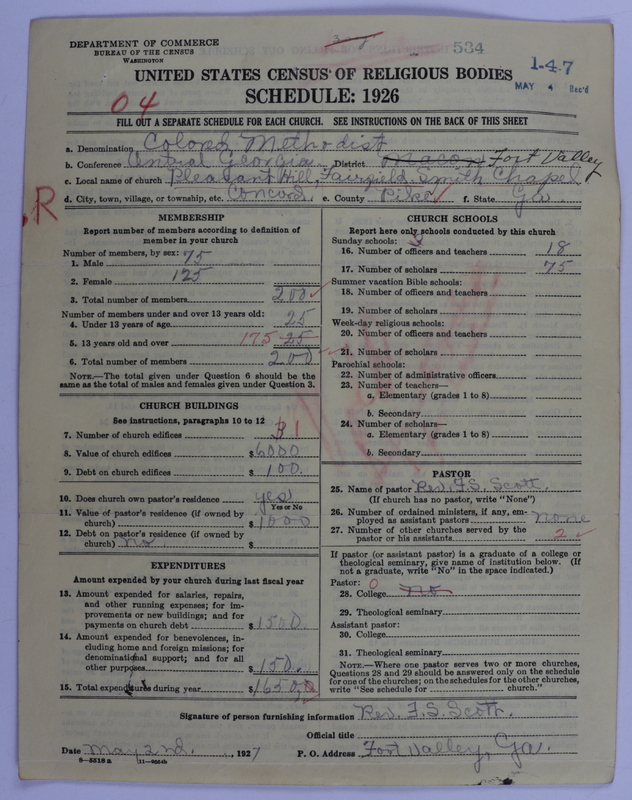 DEPARTMENT OF COMMERCE
BUREAU OF THE CENSUS
WASHINGTON
534
1-4-7
MAY 4 Rec'd
UNITED STATES CENSUS OF RELIGIOUS BODIES
SCHEDULE: 1926
04
FILL OUT A SEPARATE SCHEDULE FOR EACH CHURCH. SEE INSTRUCTIONS ON THE BACK OF THIS SHEET
a. Denomination Colored Methodist
b. Conference Central Georgia District Macon Fort Valley
c. Local name of church Pleasant Hill, Fairfield, Smith Chapel
d. City, town, village, or township, etc. Concord e. County Pike f. State Ga.
R
MEMBERSHIP
Report number of members according to definition of
member in your church
Number of members, by sex:
1. Male 75
2. Female 125
3. Total number of members 200
Number of members under and over 13 years old:
4. Under 13 years of age 25
5. 13 years old and over 175 25
6. Total number of members 200
NOTE.—The total given under Question 6 should be the
same as the total of males and females given under Question 3.
CHURCH BUILDINGS
See instructions, paragraphs 10 to 12
7. Number of church edifices 3 1
8. Value of church edifices $6000
9. Debt on church edifices $100
10. Does church own pastor's residence yes
Yes or No
11. Value of pastor's residence (if owned by
church) $1000
12. Debt on pastor's residence (if owned by
church) no $
EXPENDITURES
Amount expended by your church during last fiscal year
13. Amount expended for salaries, repairs,
and other running expenses; for im-
provements or new buildings; and for
payments on church debt $1500
14. Amount expended for benevolences, in-
cluding home and foreign missions; for
denominational support; and for all
other purposes $150
15. Total expenditures during year $1650
CHURCH SCHOOLS
Report here only schools conducted by this church
Sunday schools: 3
16. Number of officers and teachers 18
17. Number of scholars 75
Summer vacation Bible schools:
18. Number of officers and teachers
19. Number of scholars
Week-day religious schools:
20. Number of officers and teachers
21. Number of scholars
Parochial schools:
22. Number of administrative officers
23. Number of teachers—
a. Elementary (grades 1 to 8)
b. Secondary
24. Number of scholars—
a. Elementary (grades 1 to 8)
b. Secondary
PASTOR
25. Name of pastor Rev. F. S. Scott.
(If church has no pastor, write "None")
26. Number of ordained ministers, if any, em-
ployed as assistant pastors none
27. Number of other churches served by the
pastor or his assistants 2
If pastor (or assistant pastor) is a graduate of a college or
theological seminary, give name of institution below. (If
not a graduate, write "No" in the space indicated.)
Pastor: 0
28. College no
29. Theological seminary
Assistant pastor:
30. College
31. Theological seminary
NOTE.—Where one pastor serves two or more churches,
Questions 28 and 29 should be answered only on the schedule
for one of the churches; on the schedules for the other churches,
write "See schedule for church."
Signature of person furnishing information Rev. F. S. Scott.
Official title
Date May 2nd., 1927 P. O. Address Fort Valley, Ga.
8-5518a 11-9054b